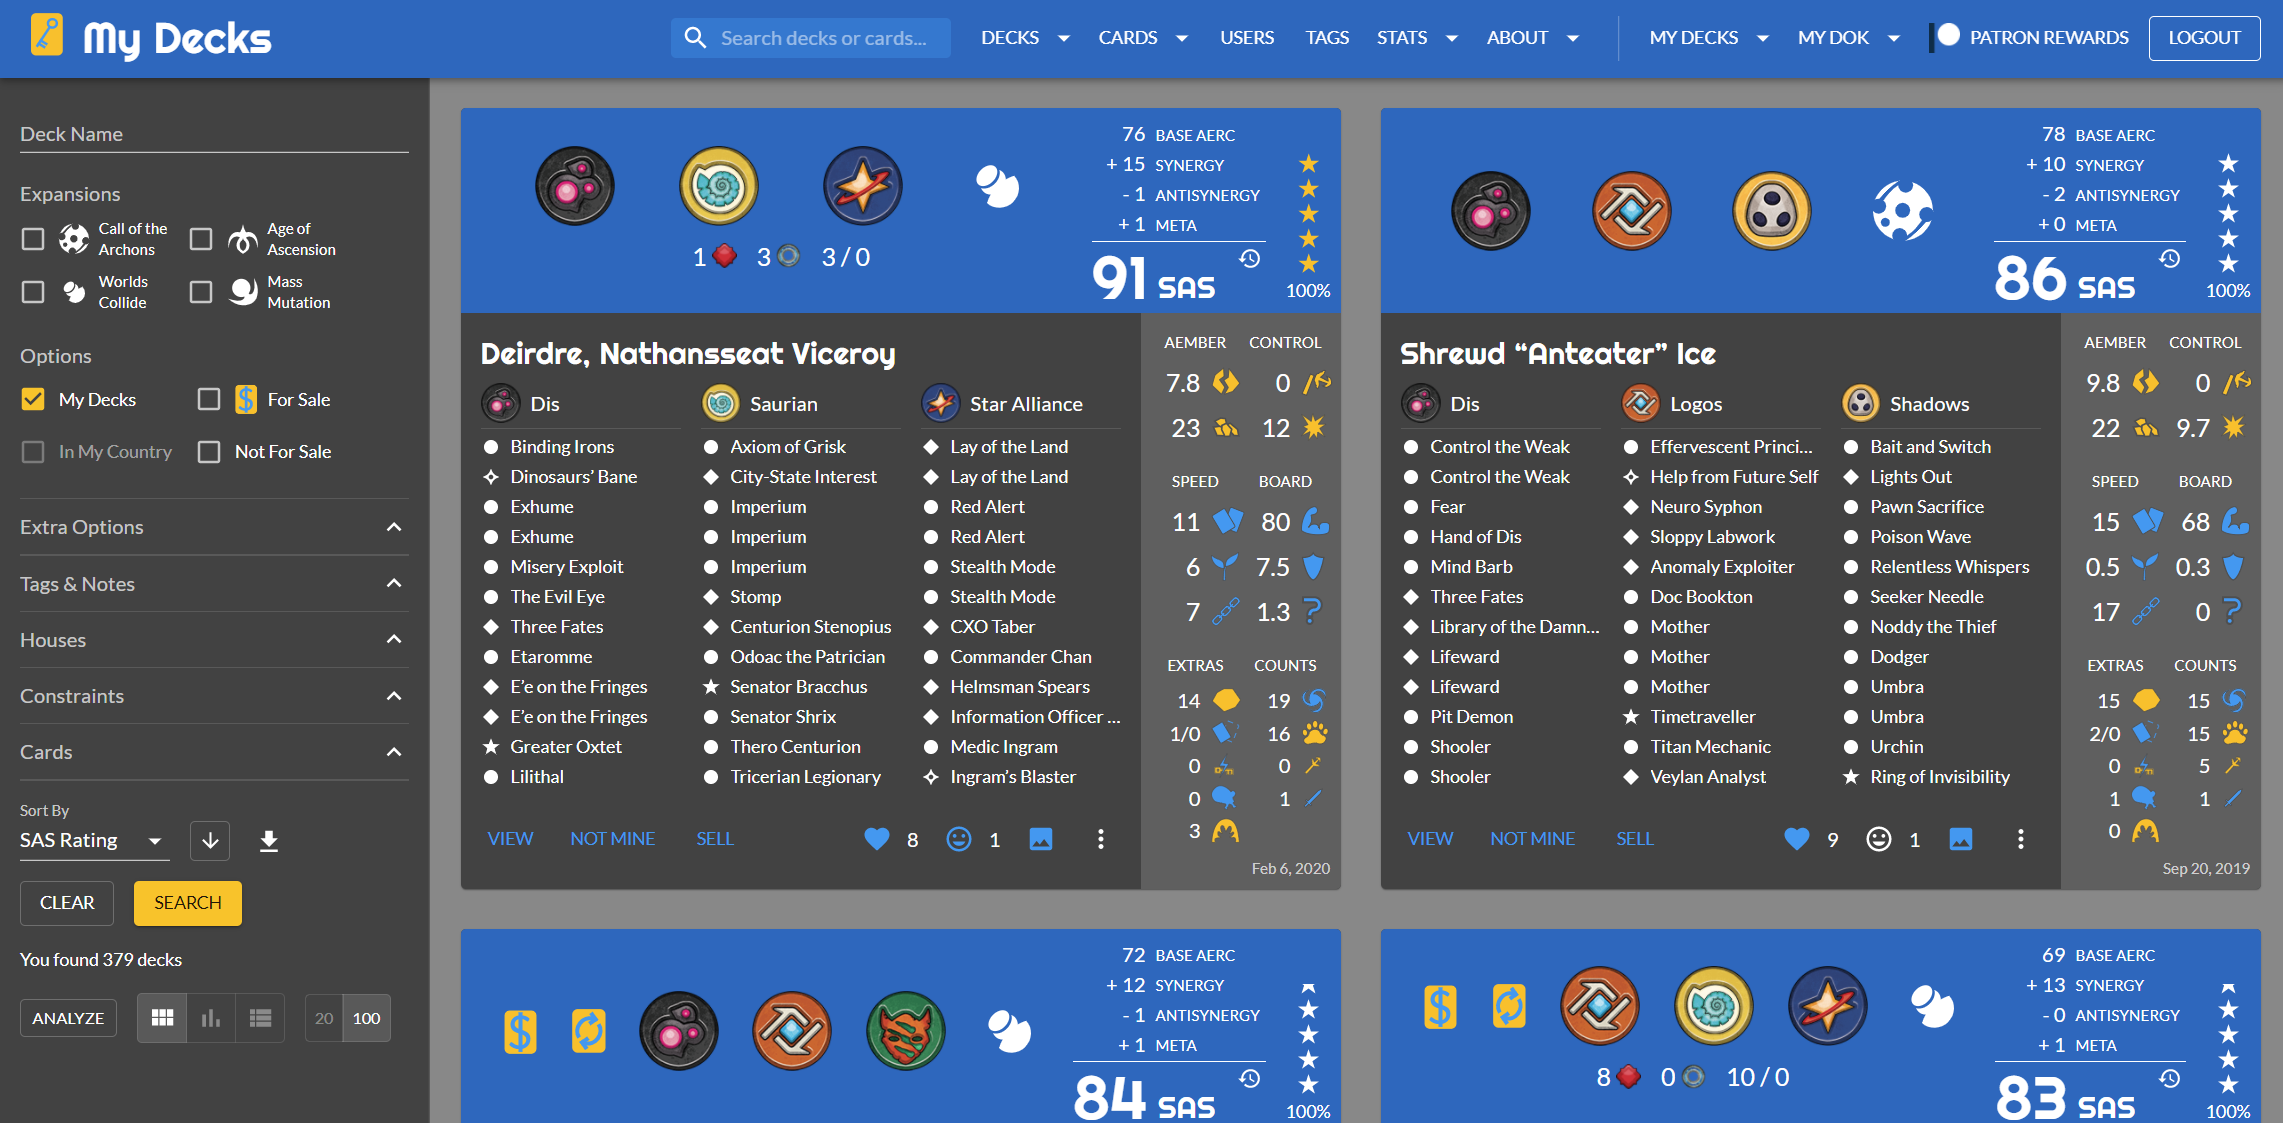 My Decks
Search decks or cards...
DECKS
CARDS
USERS
TAGS
STATS
ABOUT
MY DECKS
MY DOK
PATRON REWARDS
LOGOUT
Deck Name
Expansions
Call of the
Archons
Age of
Ascension
Worlds
Collide
Mass
Mutation
Options
My Decks
For Sale
In My Country
Not For Sale
Extra Options
Tags & Notes
Houses
Constraints
Cards
Sort By
SAS Rating
CLEAR
SEARCH
You found 379 decks
ANALYZE
20
100
76 BASE AERC
+ 15 SYNERGY
- 1 ANTISYNERGY
+ 1 META
91 SAS
100%
1
3
3 / 0
Deirdre, Nathansseat Viceroy
Dis
Binding Irons
Dinosaurs’ Bane
Exhume
Exhume
Misery Exploit
The Evil Eye
Three Fates
Etaromme
E’e on the Fringes
E’e on the Fringes
Greater Oxtet
Lilithal
Saurian
Axiom of Grisk
City-State Interest
Imperium
Imperium
Imperium
Stomp
Centurion Stenopius
Odoac the Patrician
Senator Bracchus
Senator Shrix
Thero Centurion
Tricerian Legionary
Star Alliance
Lay of the Land
Lay of the Land
Red Alert
Red Alert
Stealth Mode
Stealth Mode
CXO Taber
Commander Chan
Helmsman Spears
Information Officer ...
Medic Ingram
Ingram’s Blaster
VIEW
NOT MINE
SELL
8
1
AEMBER CONTROL
7.8 0
23 12
SPEED BOARD
11 80
6 7.5
7 1.3
EXTRAS COUNTS
14 19
1/0 16
0 0
0 1
3
Feb 6, 2020
78 BASE AERC
+ 10 SYNERGY
- 2 ANTISYNERGY
+ 0 META
86 SAS
100%
Shrewd “Anteater” Ice
Dis
Control the Weak
Control the Weak
Fear
Hand of Dis
Mind Barb
Three Fates
Library of the Damn...
Lifeward
Lifeward
Pit Demon
Shooler
Shooler
Logos
Effervescent Princi...
Help from Future Self
Neuro Syphon
Sloppy Labwork
Anomaly Exploiter
Doc Bookton
Mother
Mother
Mother
Timetraveller
Titan Mechanic
Veylan Analyst
Shadows
Bait and Switch
Lights Out
Pawn Sacrifice
Poison Wave
Relentless Whispers
Seeker Needle
Noddy the Thief
Dodger
Umbra
Umbra
Urchin
Ring of Invisibility
VIEW
NOT MINE
SELL
9
1
AEMBER CONTROL
9.8 0
22 9.7
SPEED BOARD
15 68
0.5 0.3
17 0
EXTRAS COUNTS
15 15
2/0 15
0 5
1 1
0
Sep 20, 2019
72 BASE AERC
+ 12 SYNERGY
- 1 ANTISYNERGY
+ 1 META
84 SAS
100%
69 BASE AERC
+ 13 SYNERGY
- 0 ANTISYNERGY
+ 1 META
83 SAS
100%
8
0
10 / 0